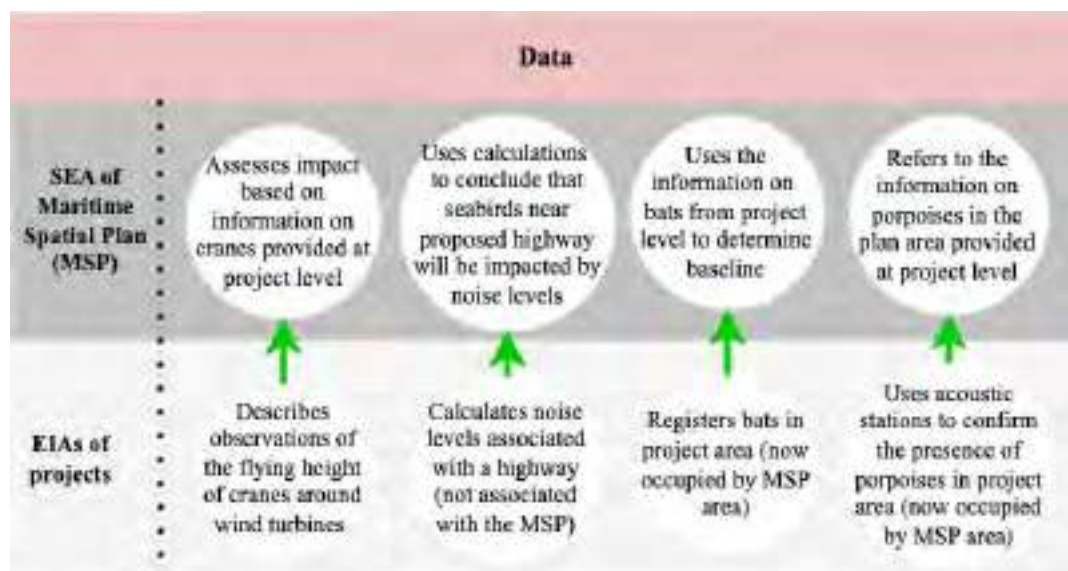 Data
SEA of
Maritime
Spatial Plan
(MSP)
Assesses impact
based on
information on
cranes provided at
project level
Uses calculations
to conclude that
seabirds near
proposed highway
will be impacted by
noise levels
Uses the
information on
bats from project
level to determine
baseline
Refers to the
information on
porpoises in the
plan area provided
at project level
EIAs of
projects
Describes
observations of
the flying height
of cranes around
wind turbines
Calculates noise
levels associated
with a highway
(not associated
with the MSP)
Registers bats in
project area (now
occupied by MSP
area)
Uses acoustic
stations to confirm
the presence of
porpoises in project
area (now occupied
by MSP area)